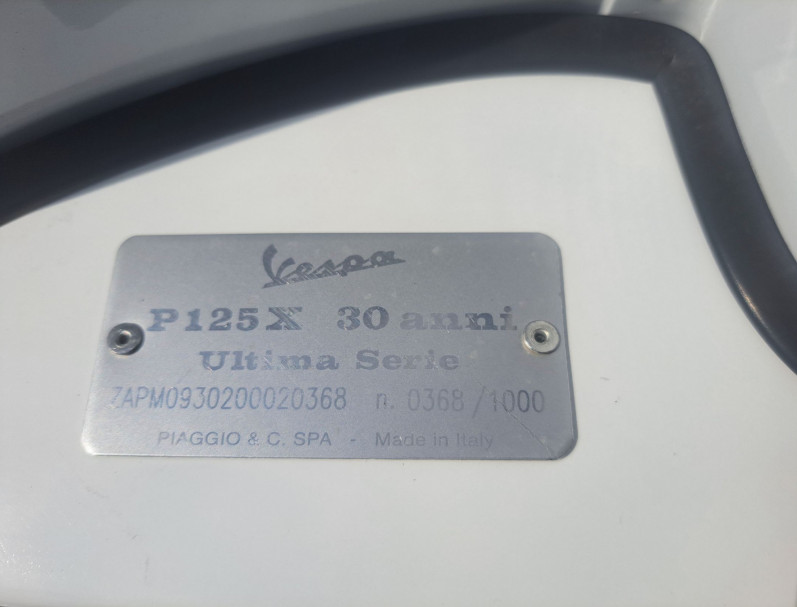 Vespa
P125X 30 anni
Ultima Serie
ZAPM0930200020368 n. 0368/1000
PIAGGIO & C. SPA - Made in Italy